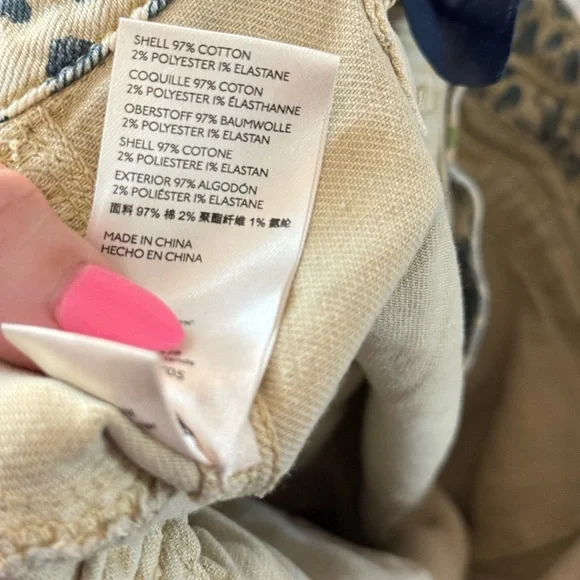 SHELL 97% COTTON
2% POLYESTER 1% ELASTANE
COQUILLE 97% COTON
2% POLYESTER 1% ÉLASTHANNE
OBERSTOFF 97% BAUMWOLLE
2% POLYESTER 1% ELASTAN
SHELL 97% COTONE
2% POLIESTERE 1% ELASTAN
EXTERIOR 97% ALGODÓN
2% POLIÉSTER 1% ELASTANE
面料 97% 棉 2% 聚酯纤维 1% 氨纶
MADE IN CHINA
HECHO EN CHINA